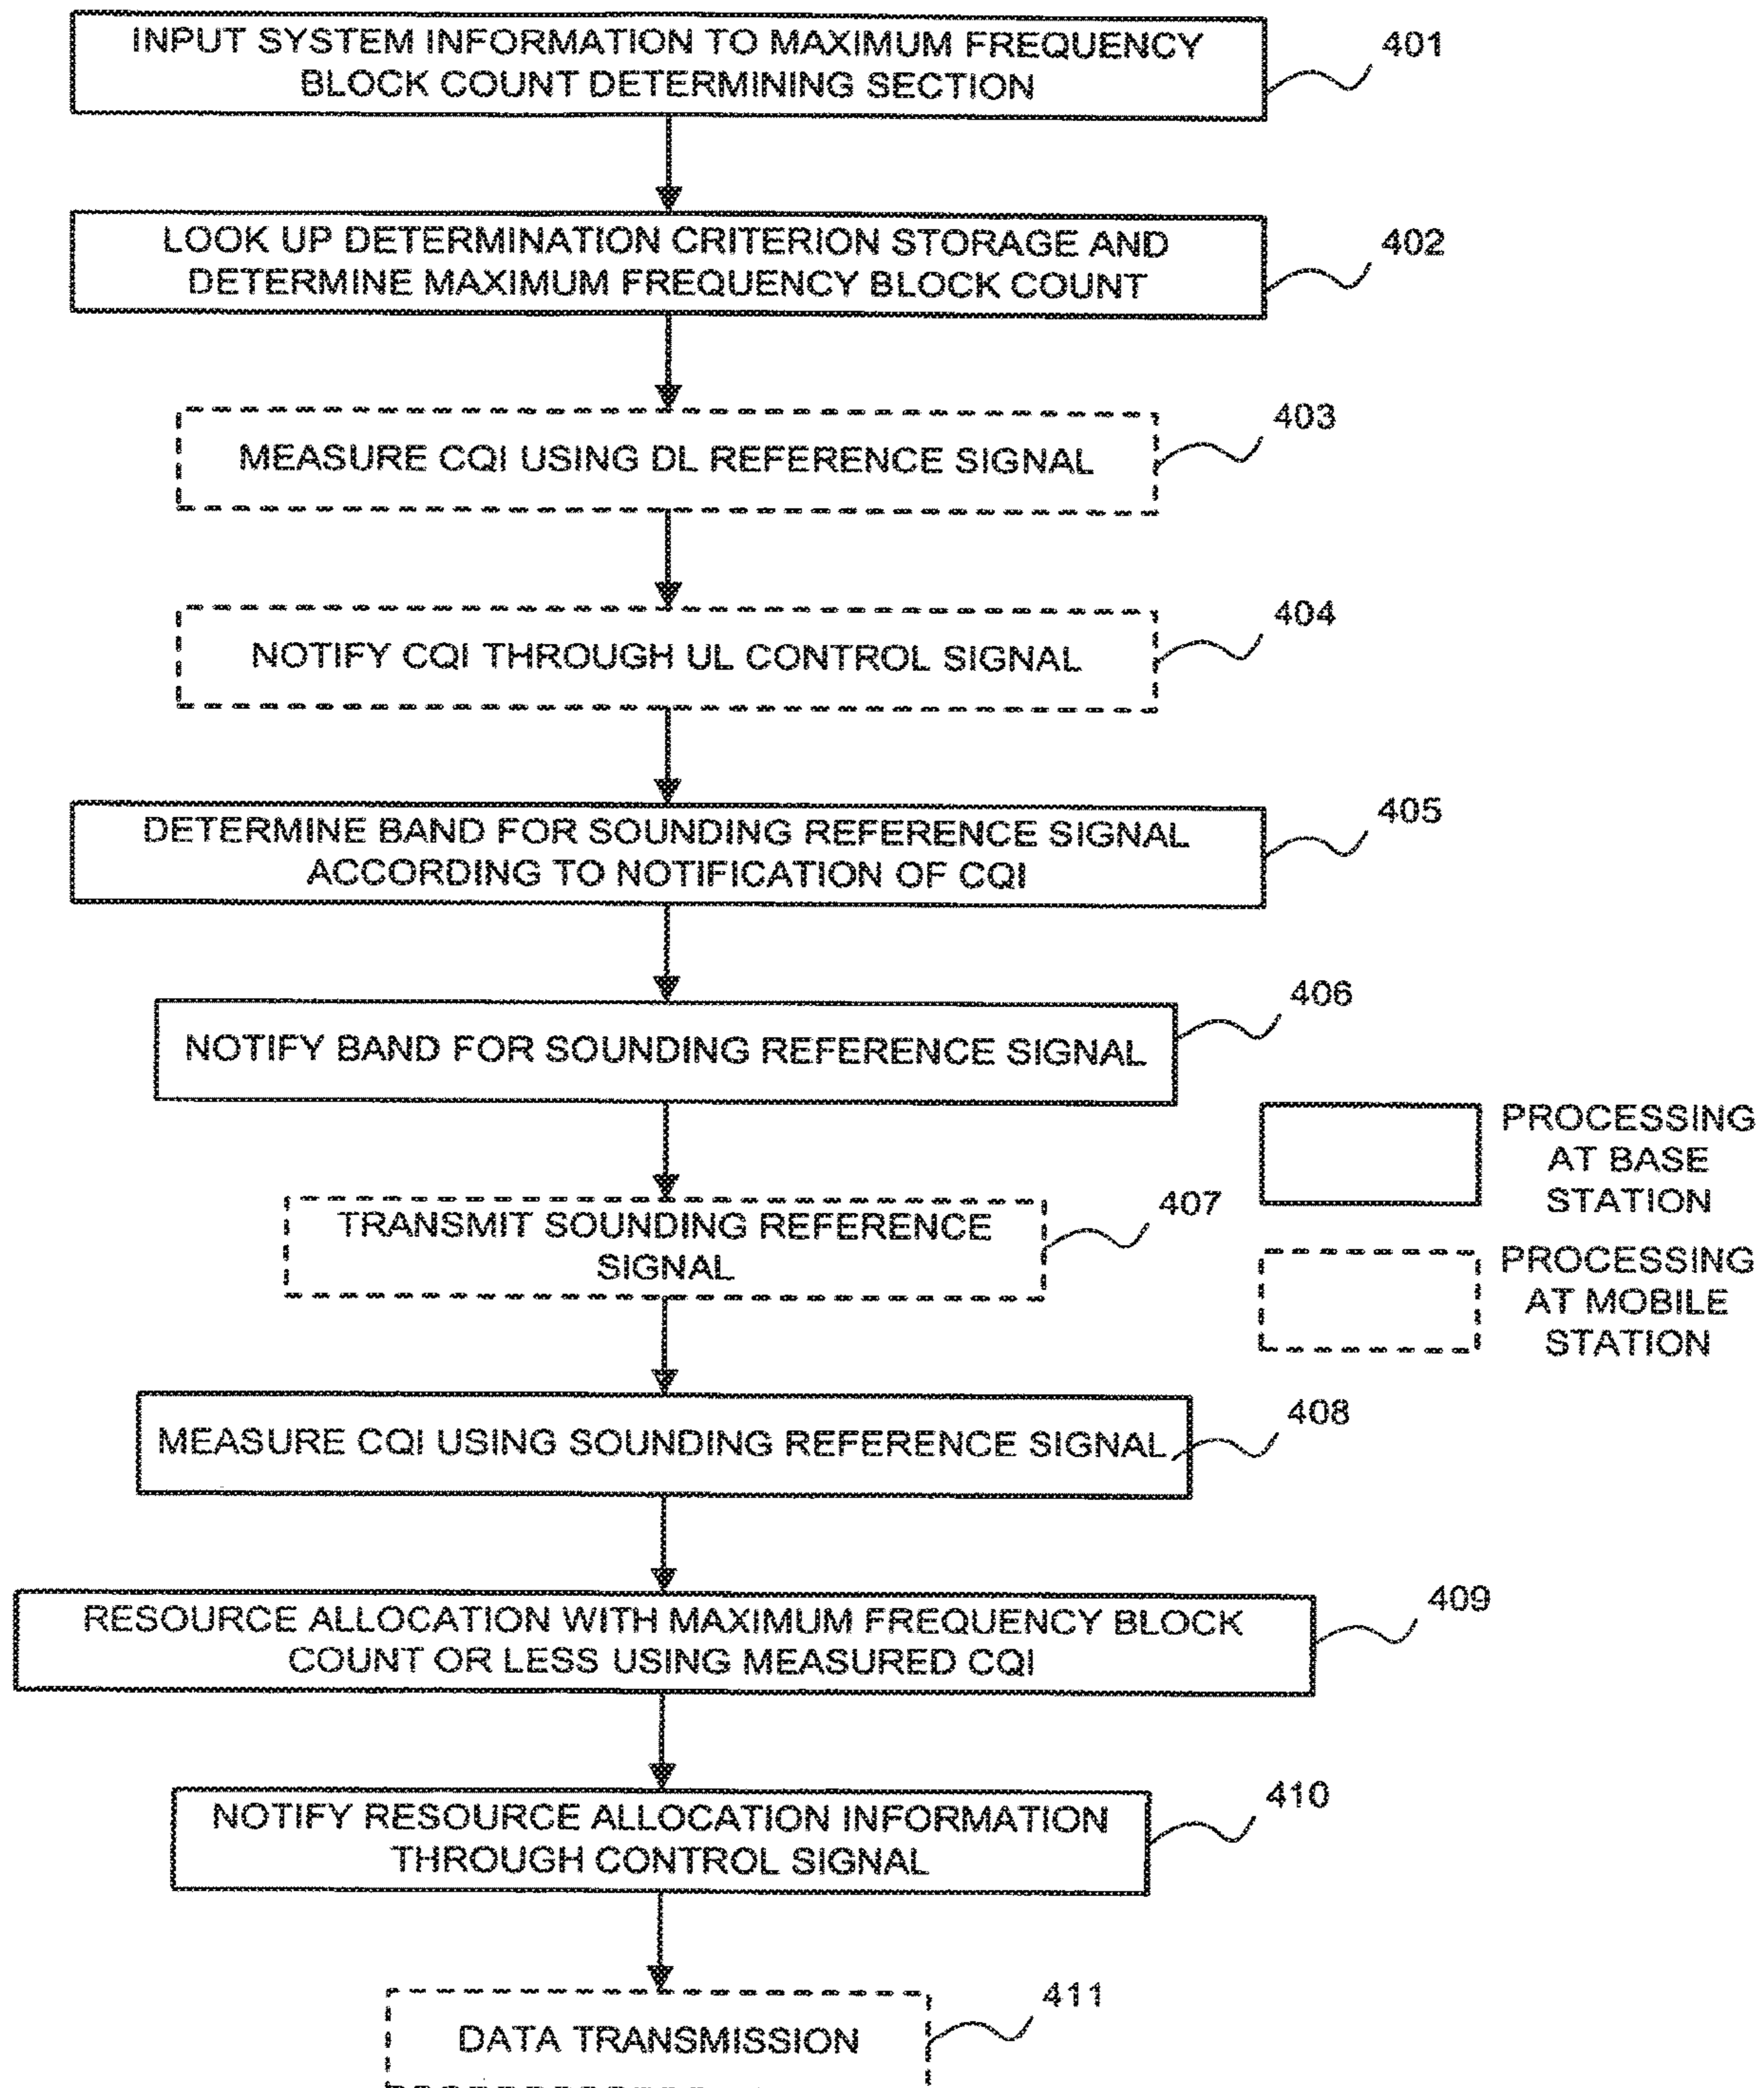 INPUT SYSTEM INFORMATION TO MAXIMUM FREQUENCY
BLOCK COUNT DETERMINING SECTION
401
LOOK UP DETERMINATION CRITERION STORAGE AND
DETERMINE MAXIMUM FREQUENCY BLOCK COUNT
402
MEASURE CQI USING DL REFERENCE SIGNAL
403
NOTIFY CQI THROUGH UL CONTROL SIGNAL
404
DETERMINE BAND FOR SOUNDING REFERENCE SIGNAL
ACCORDING TO NOTIFICATION OF CQI
405
NOTIFY BAND FOR SOUNDING REFERENCE SIGNAL
406
PROCESSING
AT BASE
STATION
TRANSMIT SOUNDING REFERENCE
SIGNAL
407
PROCESSING
AT MOBILE
STATION
MEASURE CQI USING SOUNDING REFERENCE SIGNAL
408
RESOURCE ALLOCATION WITH MAXIMUM FREQUENCY BLOCK
COUNT OR LESS USING MEASURED CQI
409
NOTIFY RESOURCE ALLOCATION INFORMATION
THROUGH CONTROL SIGNAL
410
DATA TRANSMISSION
411